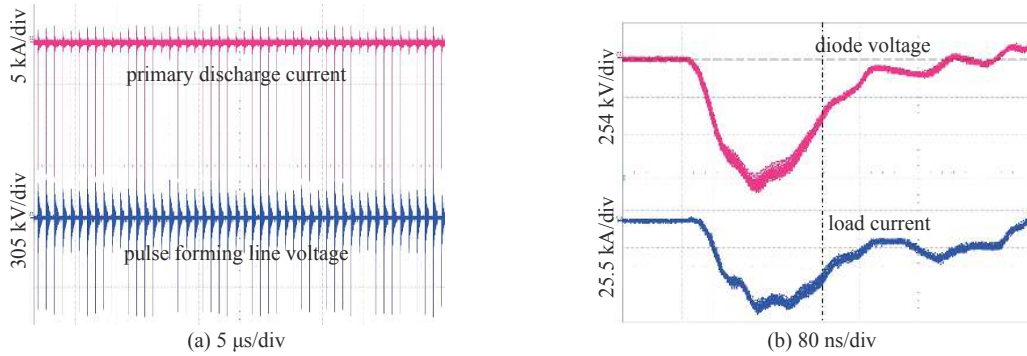 5 kA/div
primary discharge current
305 kV/div
pulse forming line voltage
(a) 5 μs/div
254 kV/div
diode voltage
25.5 kA/div
load current
(b) 80 ns/div